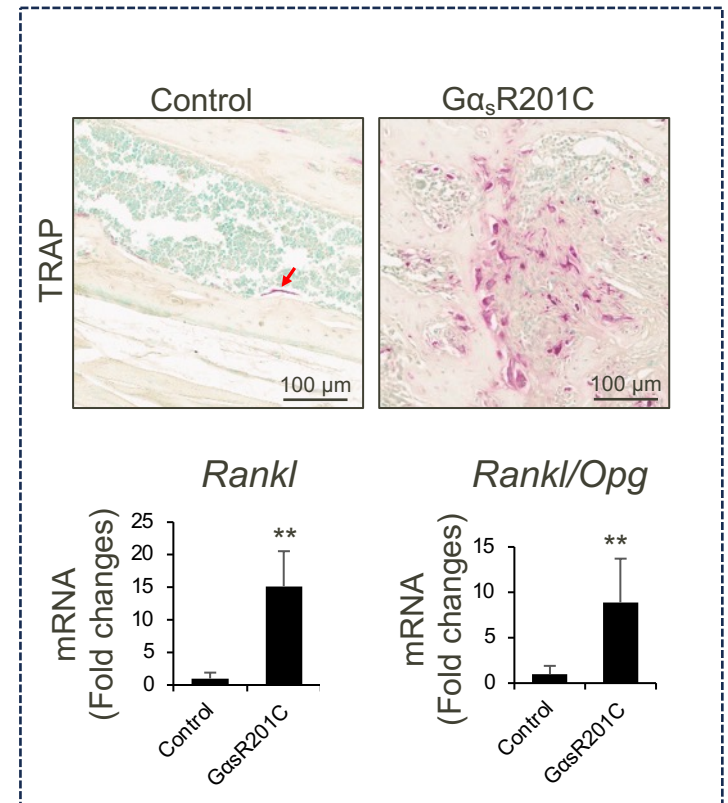 Control
GαsR201C
TRAP
100 µm
100 µm
Rankl
mRNA
(Fold changes)
25
20
15
10
5
0
**
Control
GαsR201C
Rankl/Opg
mRNA
(Fold changes)
15
10
5
0
**
Control
GαsR201C